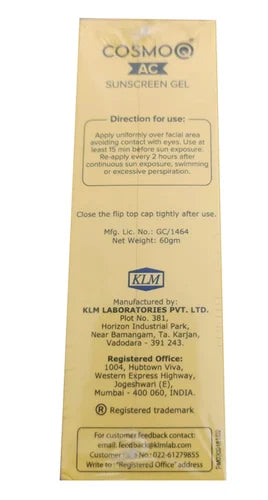 COSMOQ®
AC
SUNSCREEN GEL
Direction for use:
Apply uniformly over facial area
avoiding contact with eyes. Use at
least 15 min before sun exposure.
Re-apply every 2 hours after
continuous sun exposure, swimming
or excessive perspiration.
Close the flip top cap tightly after use.
Mfg. Lic. No.: GC/1464
Net Weight: 60gm
KLM
Manufactured by:
KLM LABORATORIES PVT. LTD.
Plot No. 381,
Horizon Industrial Park,
Near Bamangam, Ta. Karjan,
Vadodara - 391 243.
Registered Office:
1004, Hubtown Viva,
Western Express Highway,
Jogeshwari (E),
Mumbai - 400 060, INDIA.
® Registered trademark
For customer feedback contact:
email: feedback@klmlab.com
Customer No.: 022-61279855
Write to: "Registered Office" address